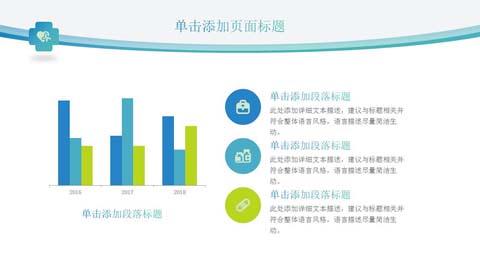 单击添加页面标题
2016
2017
2018
单击添加段落标题
单击添加段落标题
此处添加详细文本描述，建议与标题相关并
符合整体语言风格，语言描述尽量简洁生
动。
单击添加段落标题
此处添加详细文本描述，建议与标题相关并
符合整体语言风格，语言描述尽量简洁生
动。
单击添加段落标题
此处添加详细文本描述，建议与标题相关并
符合整体语言风格，语言描述尽量简洁生
动。